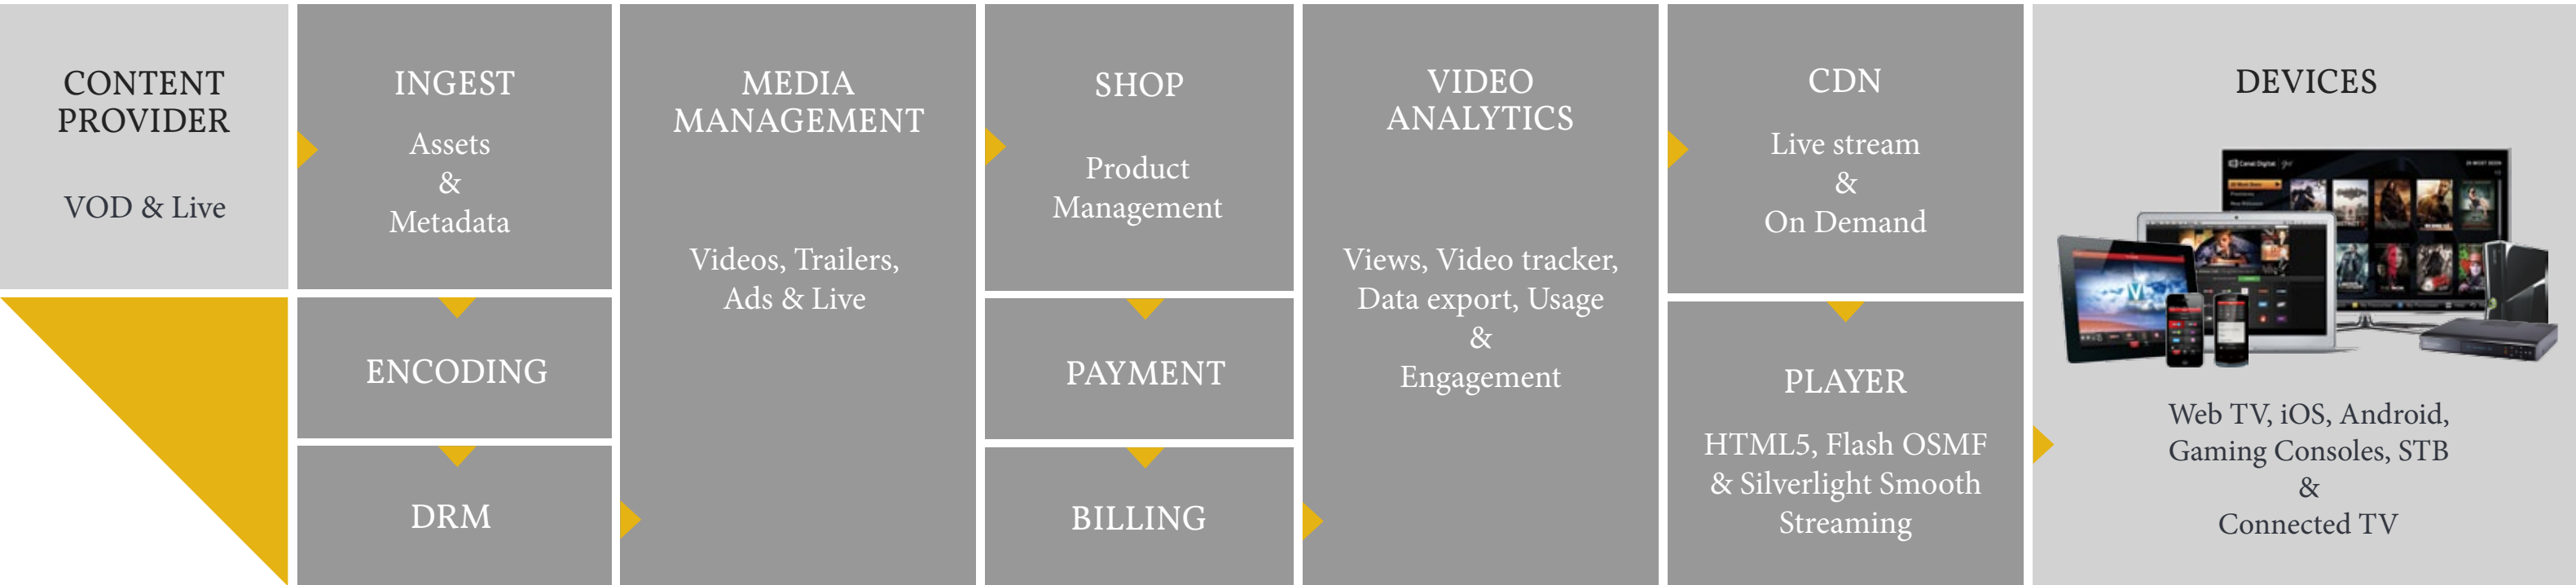 CONTENT
PROVIDER
VOD & Live
INGEST
Assets
&
Metadata
ENCODING
DRM
MEDIA
MANAGEMENT
Videos, Trailers,
Ads & Live
SHOP
Product
Management
PAYMENT
BILLING
VIDEO
ANALYTICS
Views, Video tracker,
Data export, Usage
&
Engagement
CDN
Live stream
&
On Demand
PLAYER
HTML5, Flash OSMF
& Silverlight Smooth
Streaming
DEVICES
Canal Digital
Web TV, iOS, Android,
Gaming Consoles, STB
&
Connected TV